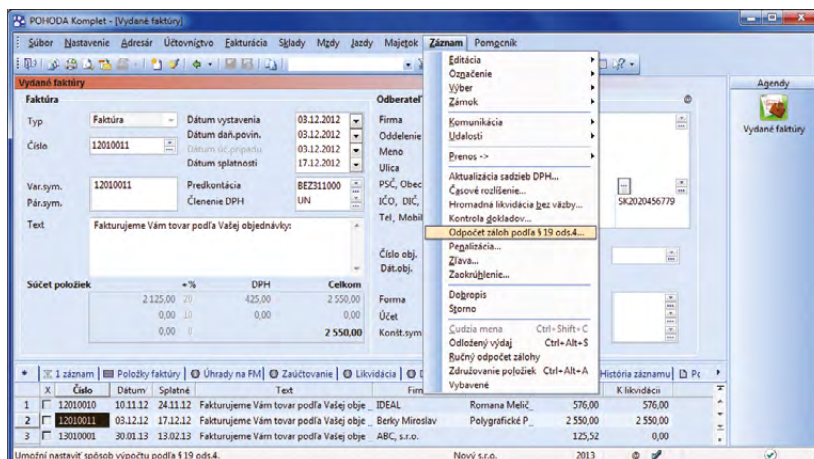 POHODA Komplet - [Vydané faktúry]
Súbor Nastavenie Adresár Účtovníctvo Fakturácia Sklady Mzdy Jazdy Majetok Záznam Pomocník
Vydané faktúry
Agendy
Vydané faktúry
Faktúra
Typ Faktúra
Číslo 12010011
Var.sym. 12010011
Pár.sym.
Text Fakturujeme Vám tovar podľa Vašej objednávky:
Dátum vystavenia 03.12.2012
Dátum daň.povin. 03.12.2012
Dátum úč.prípadu 03.12.2012
Dátum splatnosti 17.12.2012
Predkontácia BEZ311000
Členenie DPH UN
Súčet položiek +% DPH Celkom
2 125,00 20 425,00 2 550,00
0,00 10 0,00 0,00
0,00 0 2 550,00
Odberateľ
Firma
Oddelenie
Meno
Ulica
PSČ, Obec
IČO, DIČ,
SK2020456779
Tel, Mobil
Číslo obj.
Dát.obj.
Forma
Účet
Konšt.sym
Editácia
Označenie
Výber
Zámok
Komunikácia
Udalosti
Prenos ->
Aktualizácia sadzieb DPH...
Časové rozlíšenie...
Hromadná likvidácia bez väzby...
Kontrola dokladov...
Odpočet záloh podľa § 19 ods.4...
Penalizácia...
Zľava...
Zaokrúhlenie...
Dobropis
Storno
Cudzia mena Ctrl+Shift+C
Odložený výdaj Ctrl+Alt+S
Ručný odpočet zálohy
Združovanie položiek Ctrl+Alt+A
Vybavené
1 záznam Položky faktúry Úhrady na FM Zaúčtovanie Likvidácia História záznamu
X Číslo Dátum Splatné Text K likvidácii
1 12010010 10.11.12 24.11.12 Fakturujeme Vám tovar podľa Vašej obje_ IDEAL Romana Melič_ 576,00 576,00
2 12010011 03.12.12 17.12.12 Fakturujeme Vám tovar podľa Vašej obje_ Berky Miroslav Polygrafické P_ 2 550,00 2 550,00
3 13010001 30.01.13 13.02.13 Fakturujeme Vám tovar podľa Vašej obje_ ABC, s.r.o. 125,52 0,00
Umožní nastaviť spôsob výpočtu podľa § 19 ods.4. Nový s.r.o. 2013